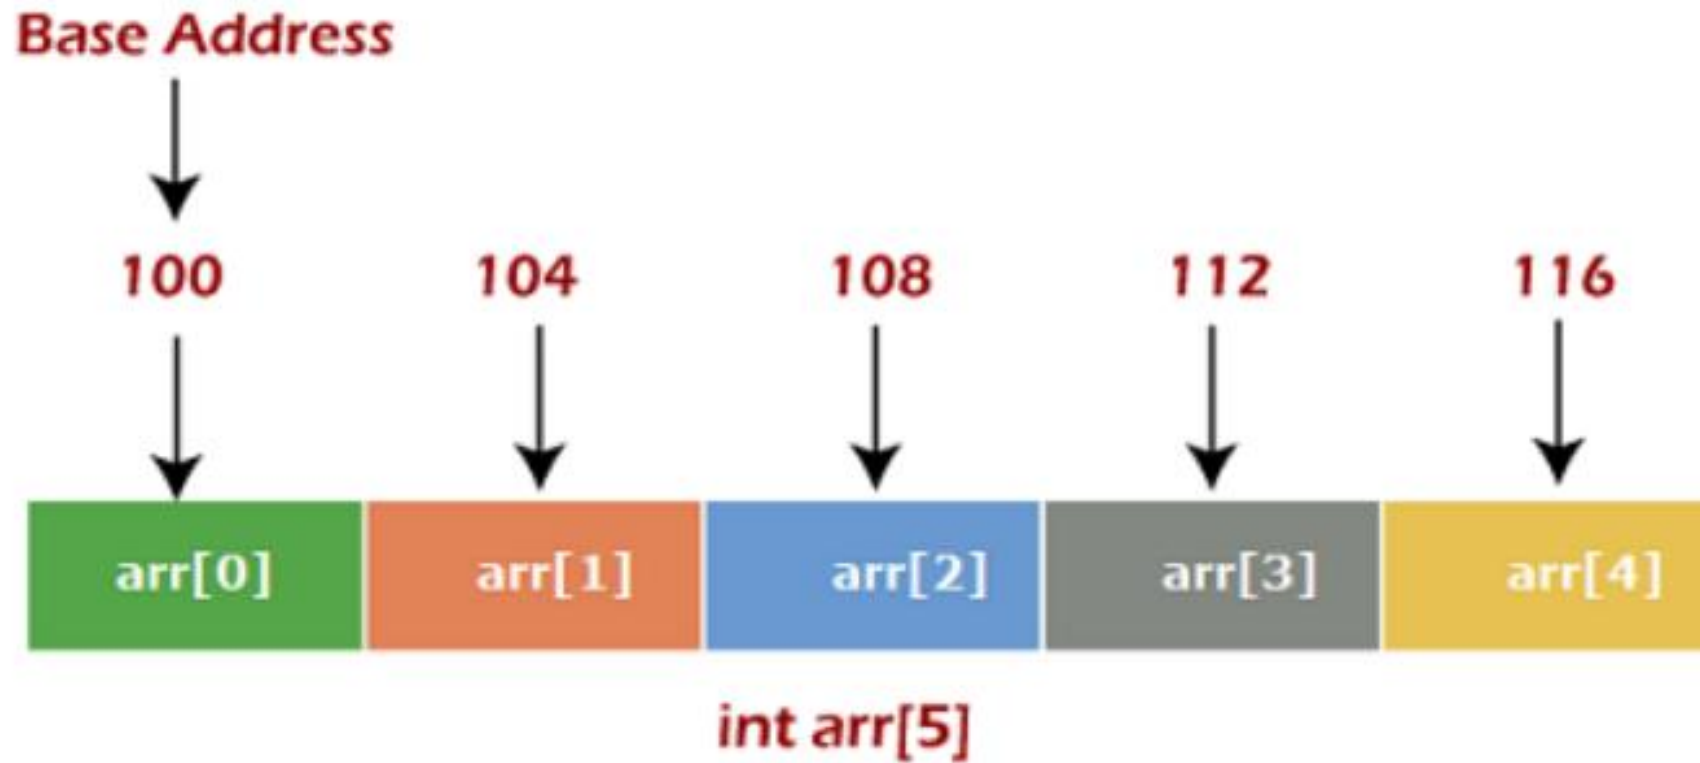 Base Address
100 104 108 112 116
arr[0] arr[1] arr[2] arr[3] arr[4]
int arr[5]